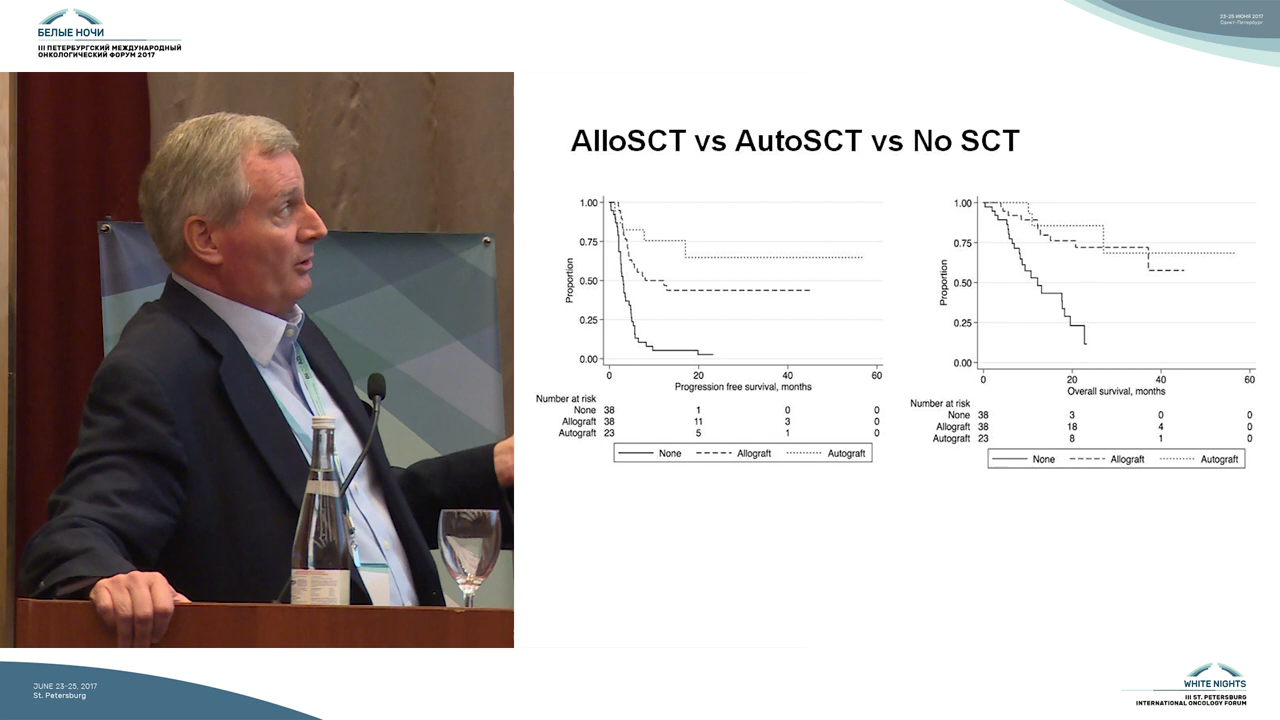 БЕЛЫЕ НОЧИ
III ПЕТЕРБУРГСКИЙ МЕЖДУНАРОДНЫЙ
ОНКОЛОГИЧЕСКИЙ ФОРУМ 2017
23-25 ИЮНЯ 2017
Санкт-Петербург
AlloSCT vs AutoSCT vs No SCT
1.00
0.75
0.50
0.25
0.00
Proportion
0 20 40 60
Progression free survival, months
Number at risk
None 38 1 0 0
Allograft 38 11 3 0
Autograft 23 5 1 0
None Allograft Autograft
1.00
0.75
0.50
0.25
0.00
Proportion
0 20 40 60
Overall survival, months
Number at risk
None 38 3 0 0
Allograft 38 18 4 0
Autograft 23 8 1 0
None Allograft Autograft
JUNE 23-25, 2017
St. Petersburg
WHITE NIGHTS
III ST. PETERSBURG
INTERNATIONAL ONCOLOGY FORUM